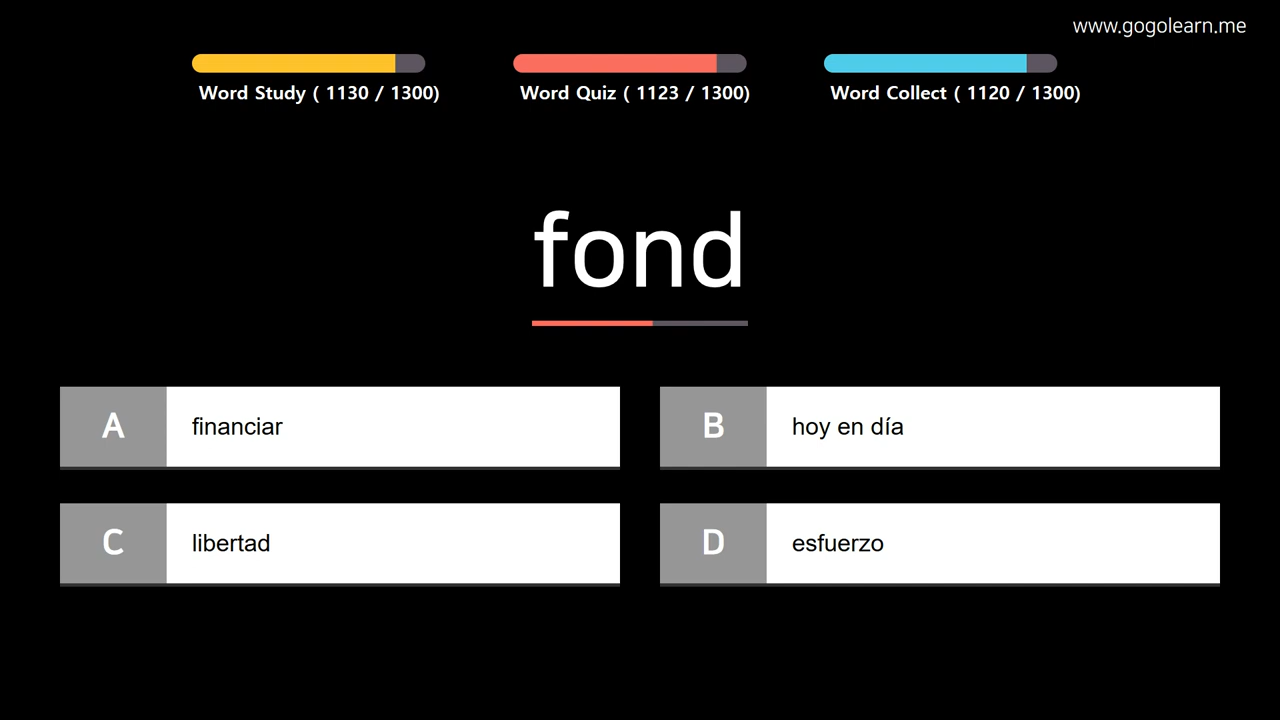 www.gogolearn.me
Word Study ( 1130 / 1300)
Word Quiz ( 1123 / 1300)
Word Collect ( 1120 / 1300)
fond
A financiar
B hoy en día
C libertad
D esfuerzo